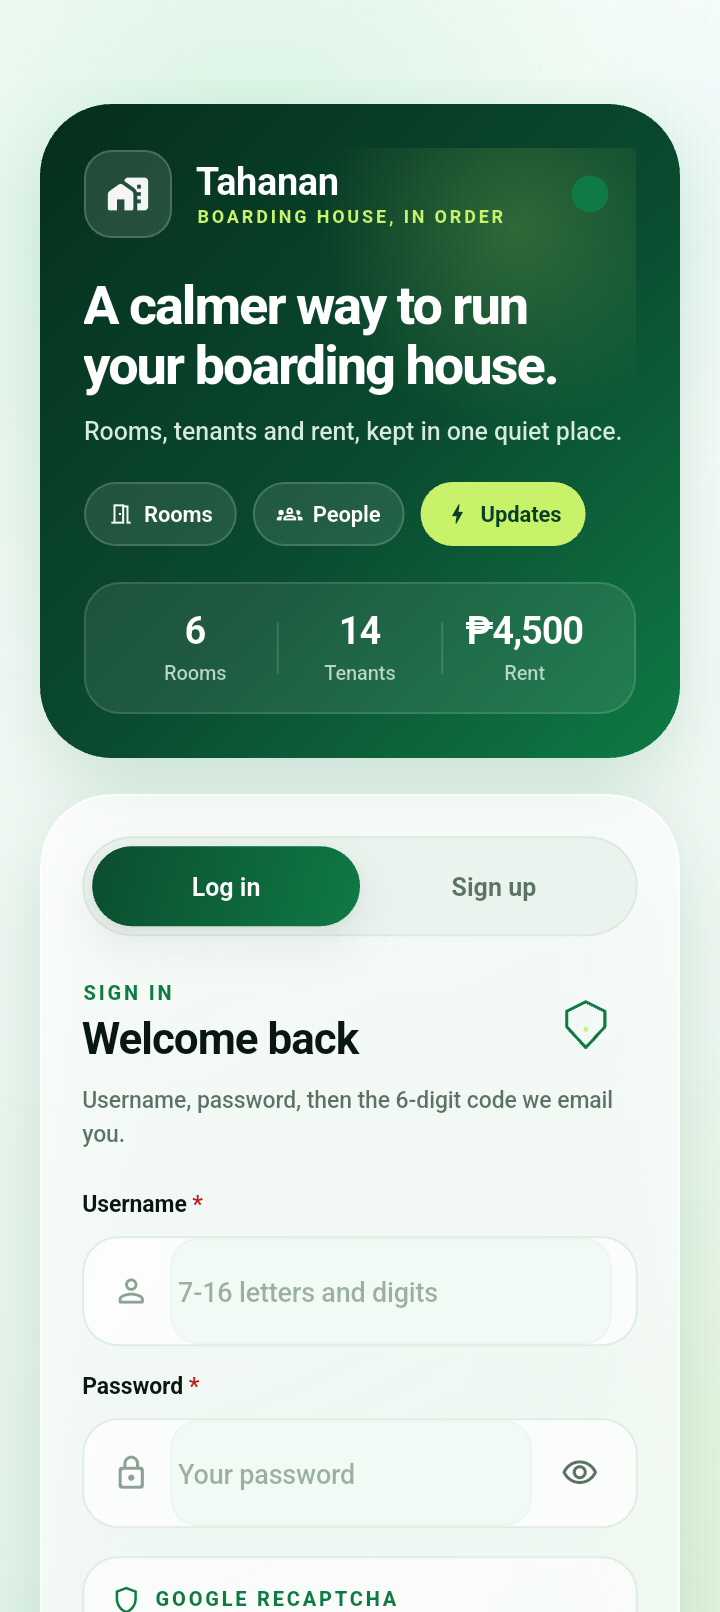 Tahanan
BOARDING HOUSE, IN ORDER
A calmer way to run
your boarding house.
Rooms, tenants and rent, kept in one quiet place.
Rooms
People
Updates
6
14
₱4,500
Rooms
Tenants
Rent
Log in
Sign up
SIGN IN
Welcome back
Username, password, then the 6-digit code we email
you.
Username *
7-16 letters and digits
Password *
Your password
GOOGLE RECAPTCHA